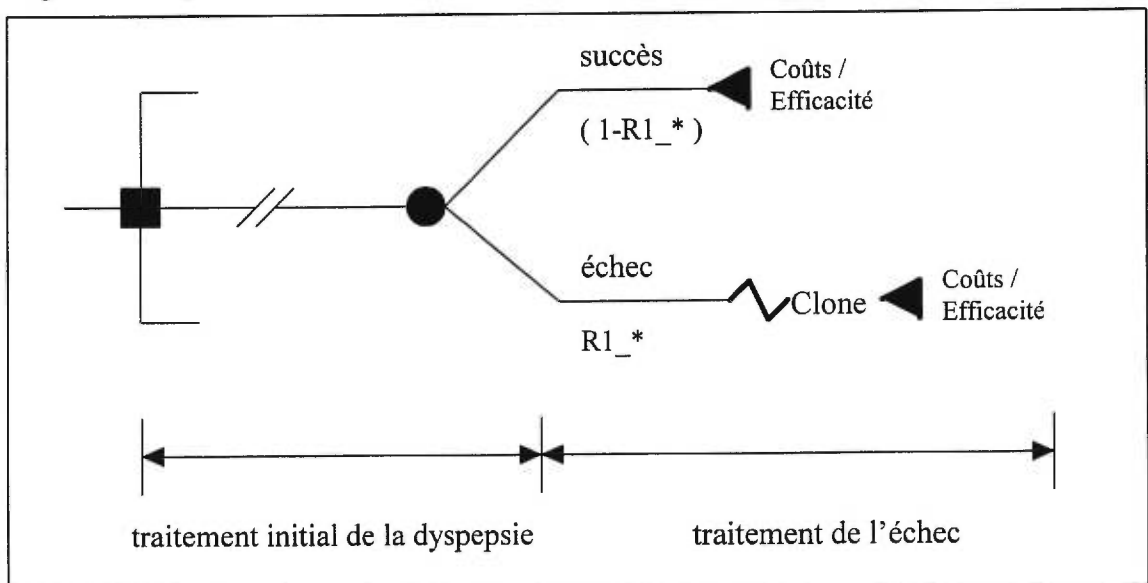 succès
Coûts /
Efficacité
( 1-R1_* )
échec
Clone
Coûts /
Efficacité
R1_*
traitement initial de la dyspepsie
traitement de l'échec